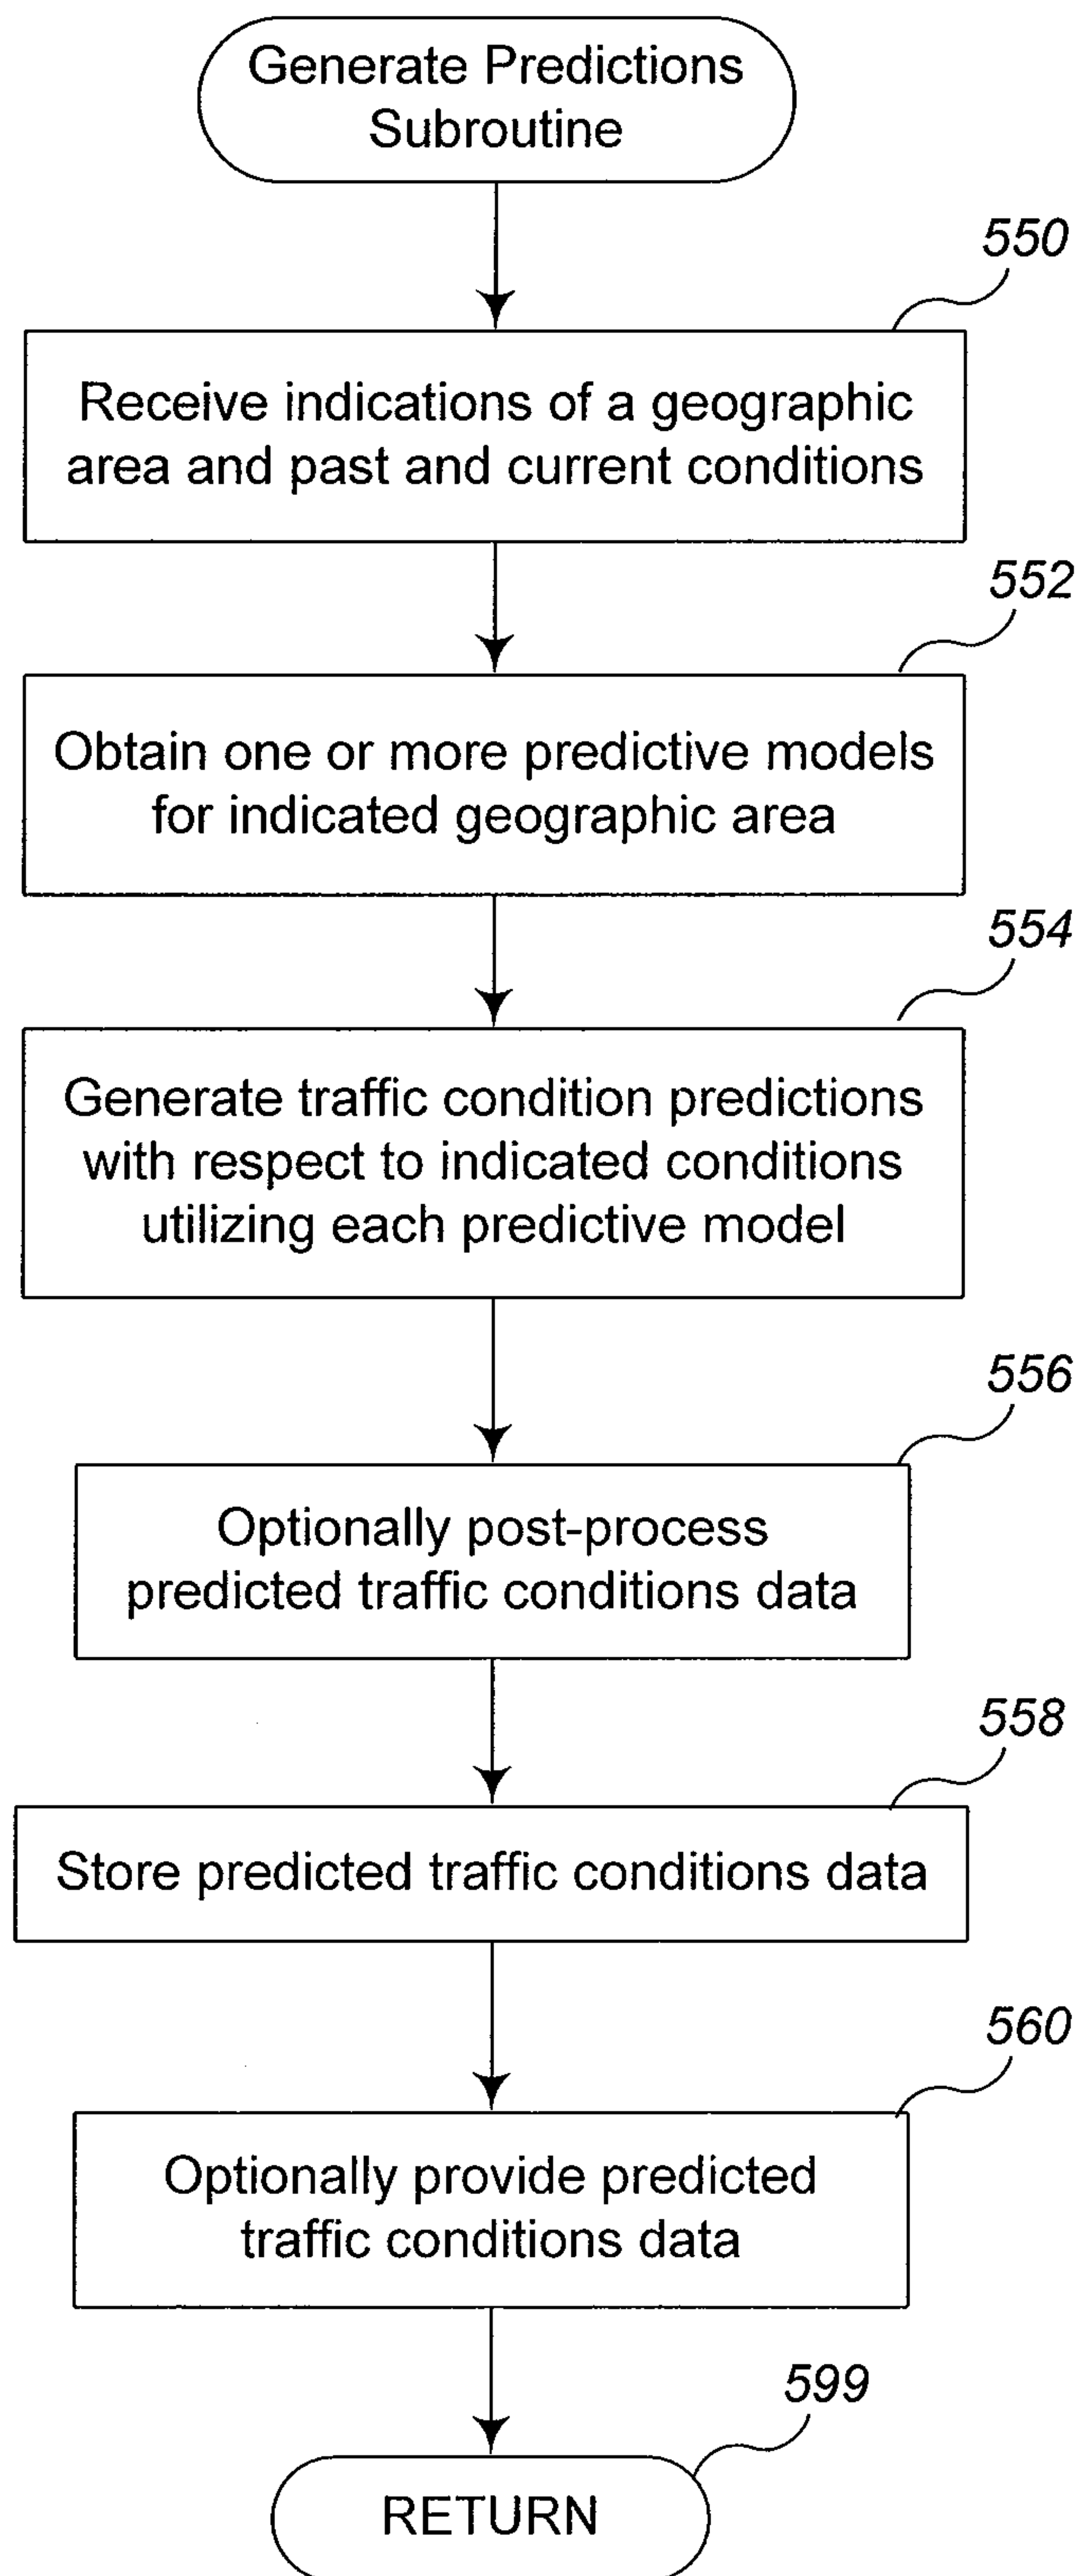 Generate Predictions
Subroutine
550
Receive indications of a geographic
area and past and current conditions
552
Obtain one or more predictive models
for indicated geographic area
554
Generate traffic condition predictions
with respect to indicated conditions
utilizing each predictive model
556
Optionally post-process
predicted traffic conditions data
558
Store predicted traffic conditions data
560
Optionally provide predicted
traffic conditions data
599
RETURN